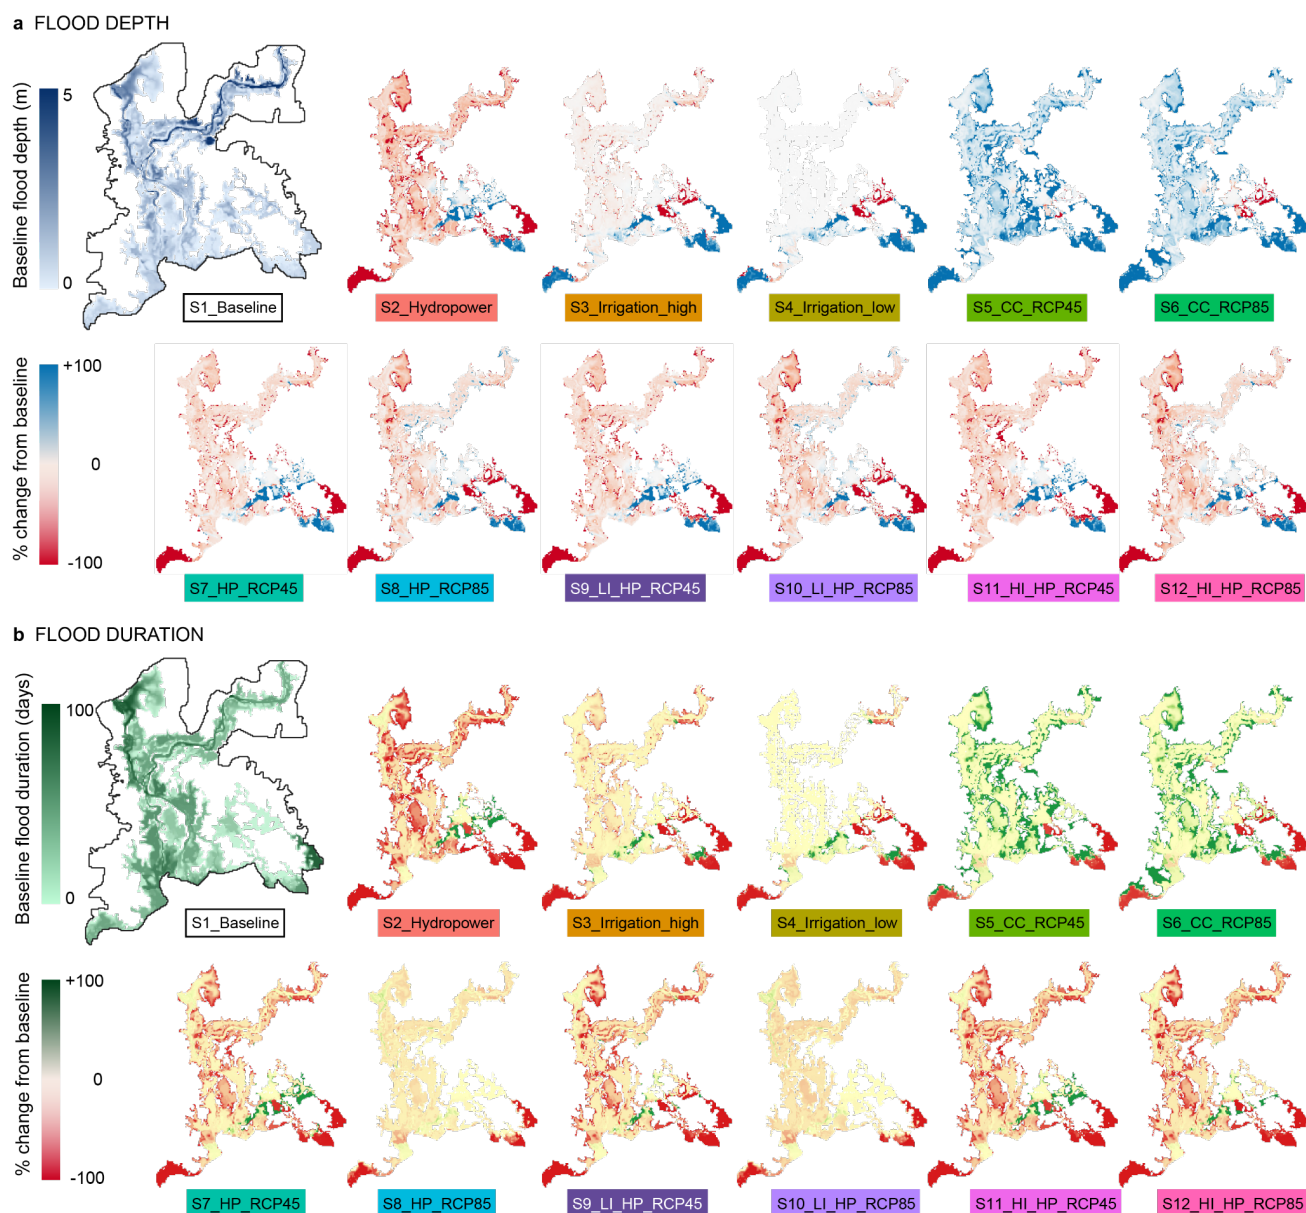 a FLOOD DEPTH
Baseline flood depth (m)
5
0
S1_Baseline
S2_Hydropower
S3_Irrigation_high
S4_Irrigation_low
S5_CC_RCP45
S6_CC_RCP85
% change from baseline
+100
0
-100
S7_HP_RCP45
S8_HP_RCP85
S9_LI_HP_RCP45
S10_LI_HP_RCP85
S11_HI_HP_RCP45
S12_HI_HP_RCP85
b FLOOD DURATION
Baseline flood duration (days)
100
0
S1_Baseline
S2_Hydropower
S3_Irrigation_high
S4_Irrigation_low
S5_CC_RCP45
S6_CC_RCP85
% change from baseline
+100
0
-100
S7_HP_RCP45
S8_HP_RCP85
S9_LI_HP_RCP45
S10_LI_HP_RCP85
S11_HI_HP_RCP45
S12_HI_HP_RCP85